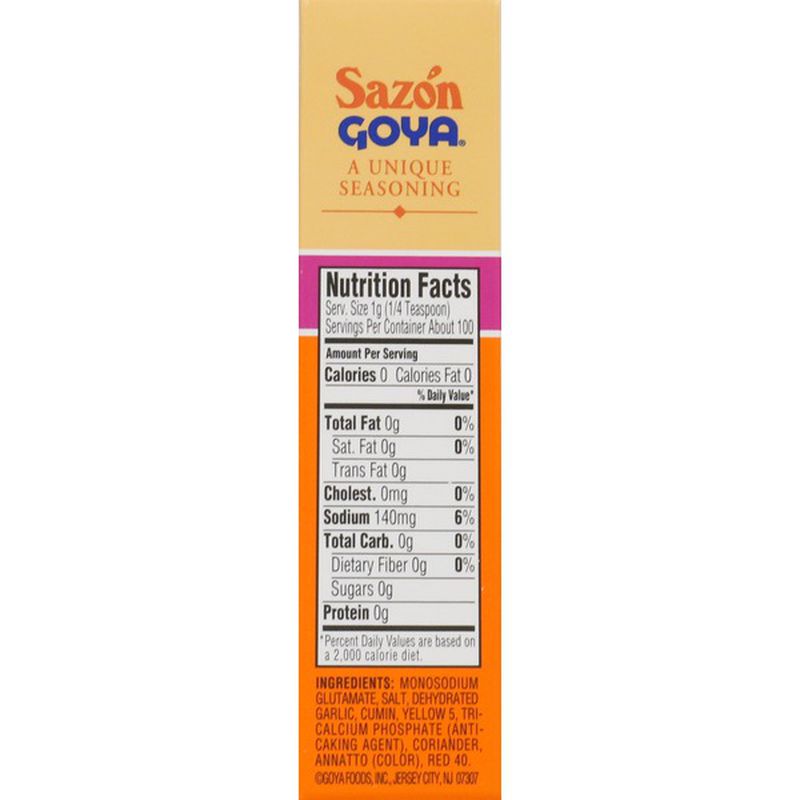 Sazón
GOYA®
A UNIQUE
SEASONING
Nutrition Facts
Serv. Size 1g (1/4 Teaspoon)
Servings Per Container About 100
Amount Per Serving
Calories 0 Calories Fat 0
% Daily Value*
Total Fat 0g 0%
Sat. Fat 0g 0%
Trans Fat 0g
Cholest. 0mg 0%
Sodium 140mg 6%
Total Carb. 0g 0%
Dietary Fiber 0g 0%
Sugars 0g
Protein 0g
*Percent Daily Values are based on
a 2,000 calorie diet.
INGREDIENTS: MONOSODIUM
GLUTAMATE, SALT, DEHYDRATED
GARLIC, CUMIN, YELLOW 5, TRI-
CALCIUM PHOSPHATE (ANTI-
CAKING AGENT), CORIANDER,
ANNATTO (COLOR), RED 40.
©GOYA FOODS, INC., JERSEY CITY, NJ 07307